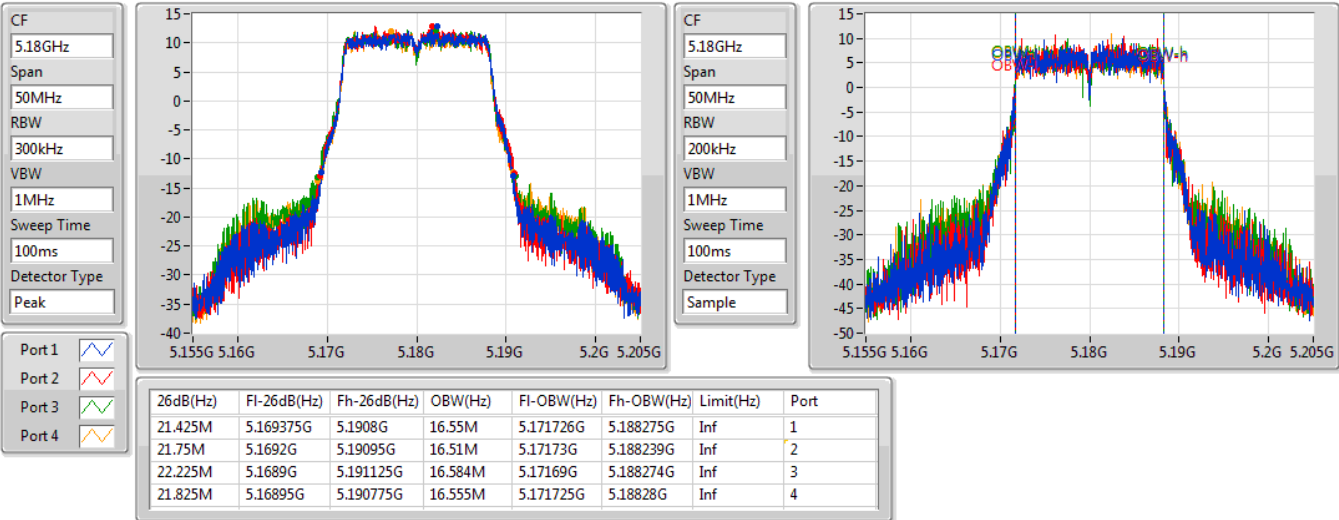 CF
5.18GHz
Span
50MHz
RBW
300kHz
VBW
1MHz
Sweep Time
100ms
Detector Type
Peak
15
10
5
0
-5
-10
-15
-20
-25
-30
-35
-40
5.155G 5.16G 5.17G 5.18G 5.19G 5.2G 5.205G
CF
5.18GHz
Span
50MHz
RBW
200kHz
VBW
1MHz
Sweep Time
100ms
Detector Type
Sample
15
10
5
0
-5
-10
-15
-20
-25
-30
-35
-40
-45
-50
5.155G 5.16G 5.17G 5.18G 5.19G 5.2G 5.205G
Port 1
Port 2
Port 3
Port 4
26dB(Hz) Fl-26dB(Hz) Fh-26dB(Hz) OBW(Hz) Fl-OBW(Hz) Fh-OBW(Hz) Limit(Hz) Port
21.425M 5.169375G 5.1908G 16.55M 5.171726G 5.188275G Inf 1
21.75M 5.1692G 5.19095G 16.51M 5.17173G 5.188239G Inf 2
22.225M 5.1689G 5.191125G 16.584M 5.17169G 5.188274G Inf 3
21.825M 5.16895G 5.190775G 16.555M 5.171725G 5.18828G Inf 4